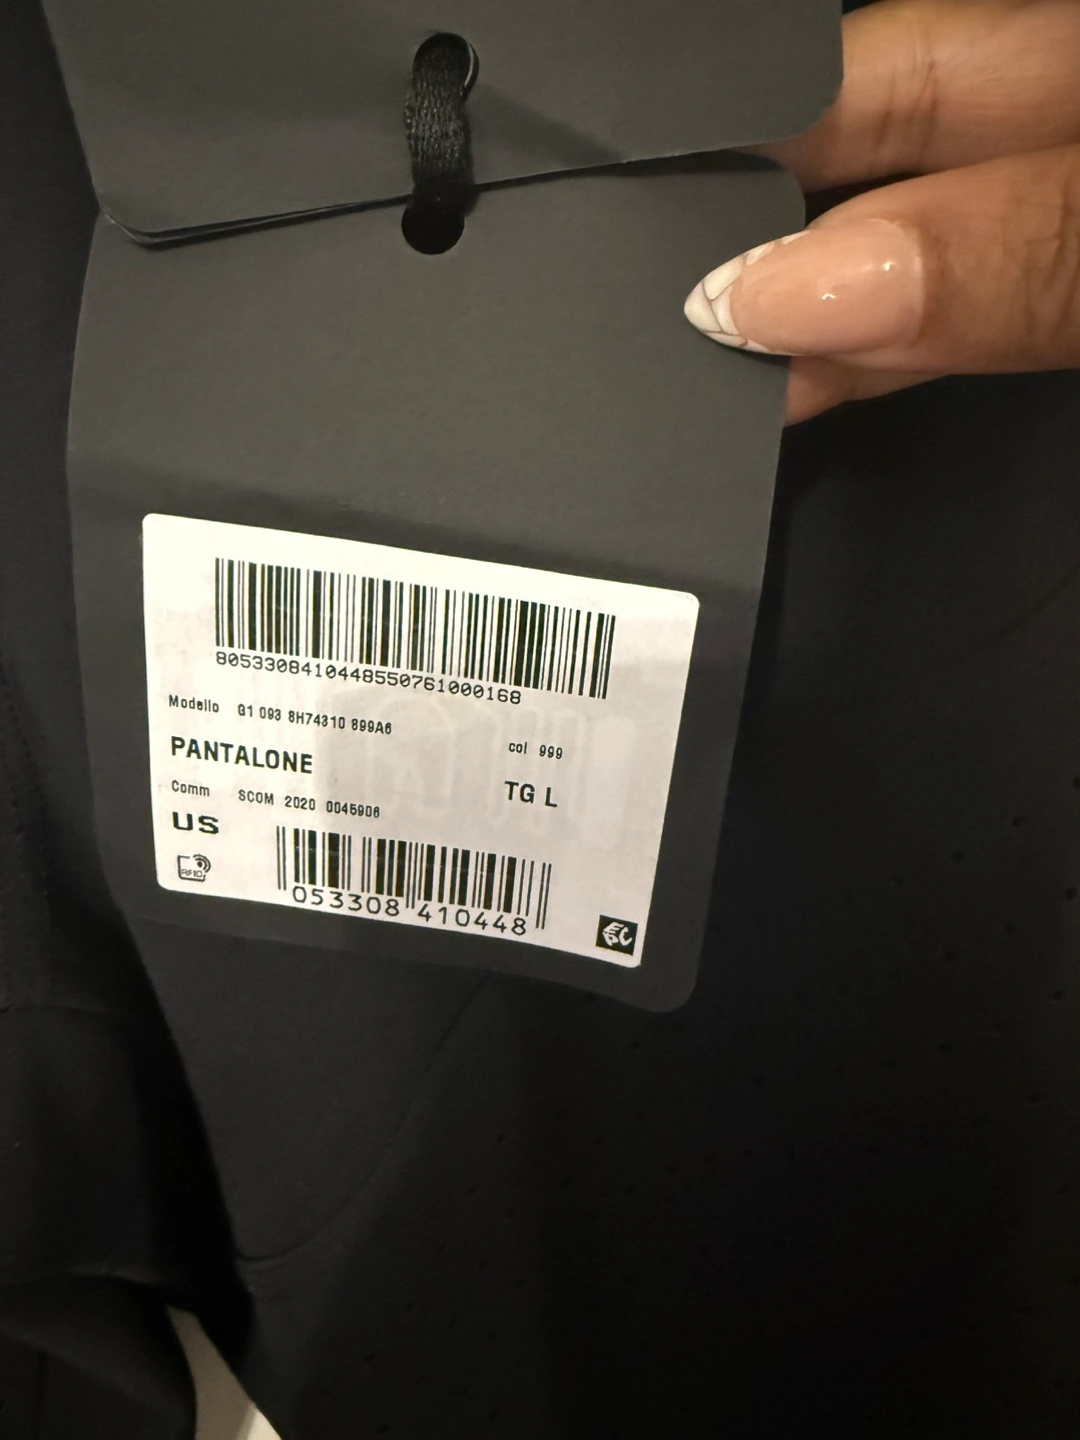 8053308410448550761000168
Modello G1 093 8H74310 899A6
col 999
PANTALONE
TG L
Comm SCOM 2020 0045906
US
RFID
053308 410448